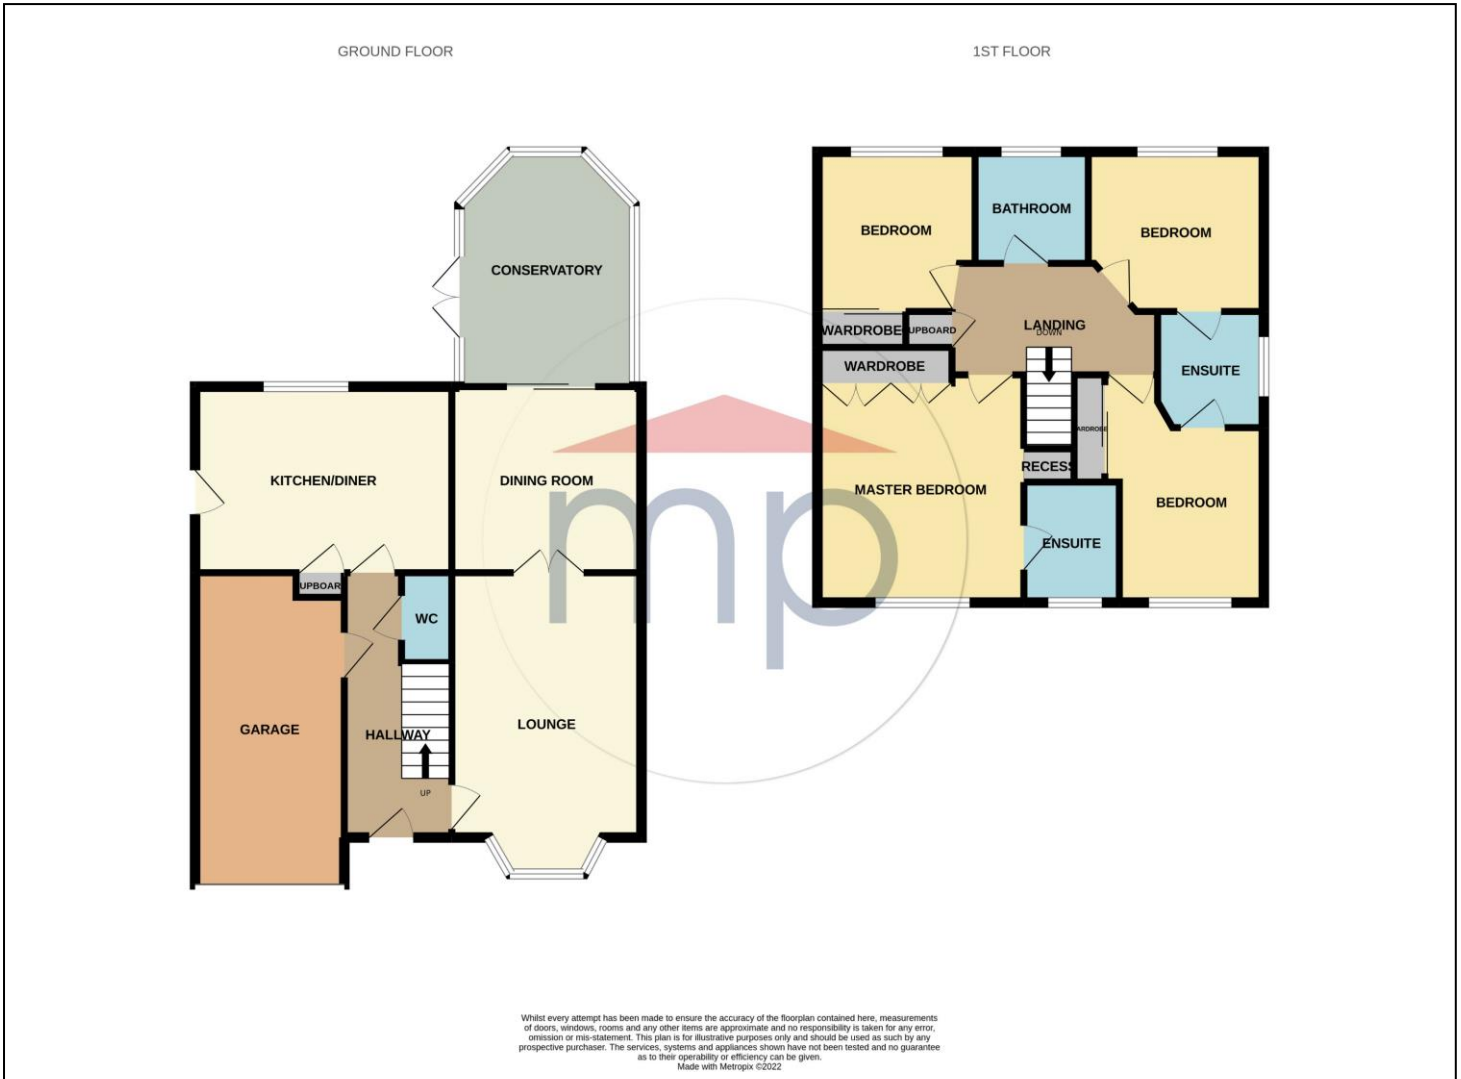 GROUND FLOOR
1ST FLOOR
CONSERVATORY
KITCHEN/DINER
DINING ROOM
UPBOAR
WC
GARAGE
HALLWAY
LOUNGE
UP
BEDROOM
BATHROOM
BEDROOM
WARDROBE
UPBOARD
LANDING
DOWN
WARDROBE
ENSUITE
ARDROBE
RECESS
MASTER BEDROOM
BEDROOM
ENSUITE
mp
Whilst every attempt has been made to ensure the accuracy of the floorplan contained here, measurements
of doors, windows, rooms and any other items are approximate and no responsibility is taken for any error,
omission or mis-statement. This plan is for illustrative purposes only and should be used as such by any
prospective purchaser. The services, systems and appliances shown have not been tested and no guarantee
as to their operability or efficiency can be given.
Made with Metropix ©2022